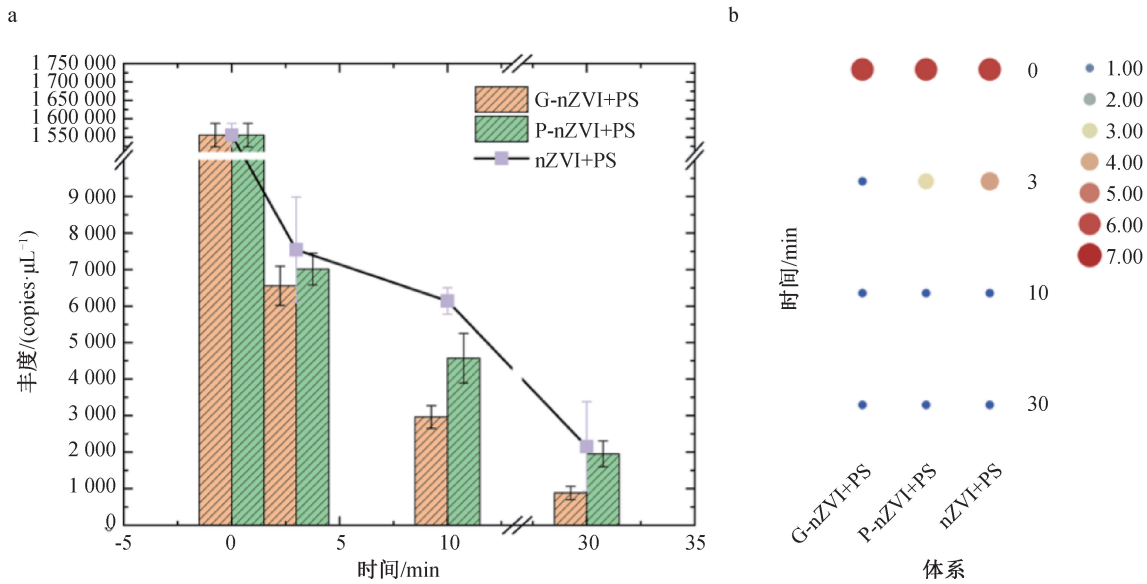 a
1 750 000
1 700 000
1 650 000
1 600 000
1 550 000
9 000
8 000
7 000
6 000
5 000
4 000
3 000
2 000
1 000
0
丰度/(copies·μL⁻¹)
-5
0
5
10
30
35
时间/min
G-nZVI+PS
P-nZVI+PS
nZVI+PS
b
0
3
10
30
时间/min
G-nZVI+PS
P-nZVI+PS
nZVI+PS
体系
1.00
2.00
3.00
4.00
5.00
6.00
7.00